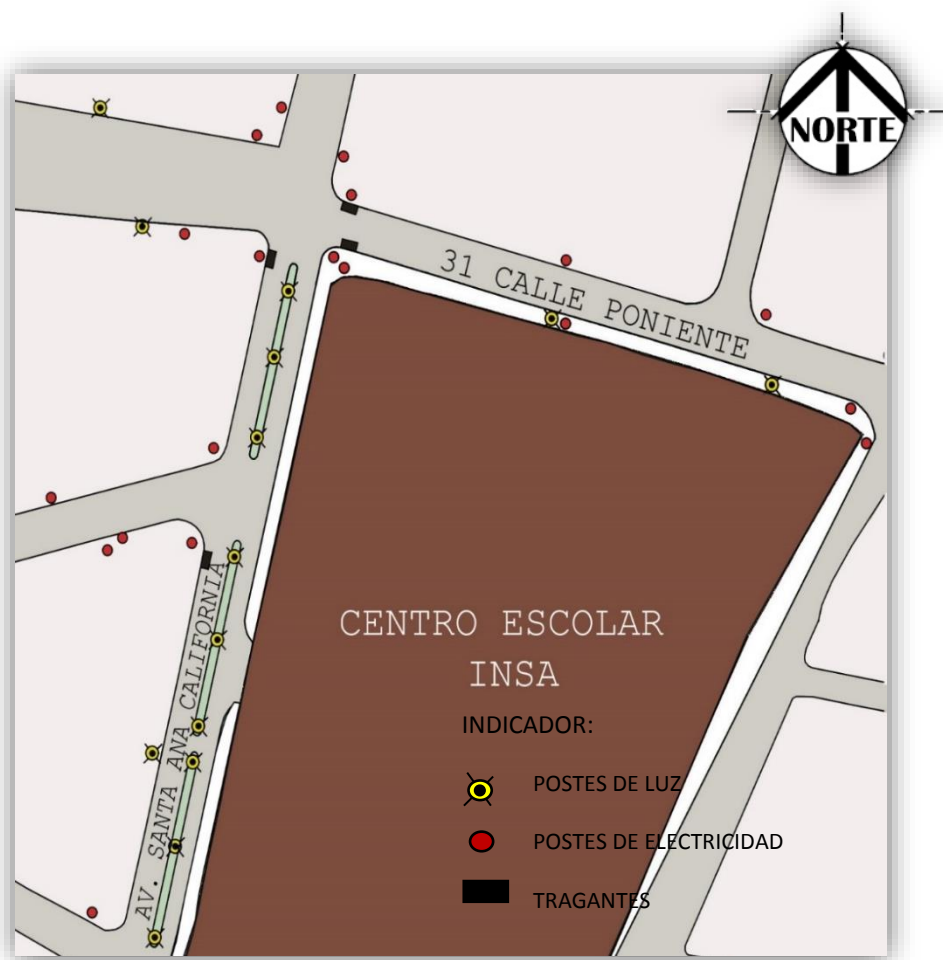 NORTE
31 CALLE PONIENTE
AV. SANTA ANA CALIFORNIA
CENTRO ESCOLAR
INSA
INDICADOR:
POSTES DE LUZ
POSTES DE ELECTRICIDAD
TRAGANTES